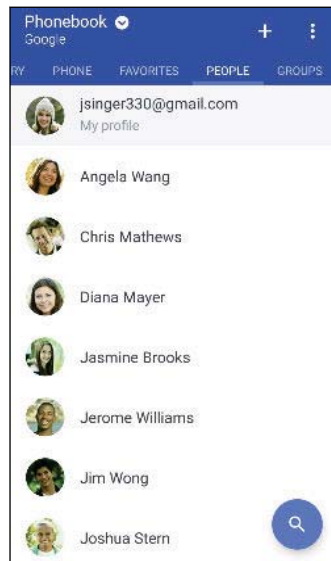 Phonebook
Google
RY PHONE FAVORITES PEOPLE GROUPS
jsinger330@gmail.com
My profile
Angela Wang
Chris Mathews
Diana Mayer
Jasmine Brooks
Jerome Williams
Jim Wong
Joshua Stern